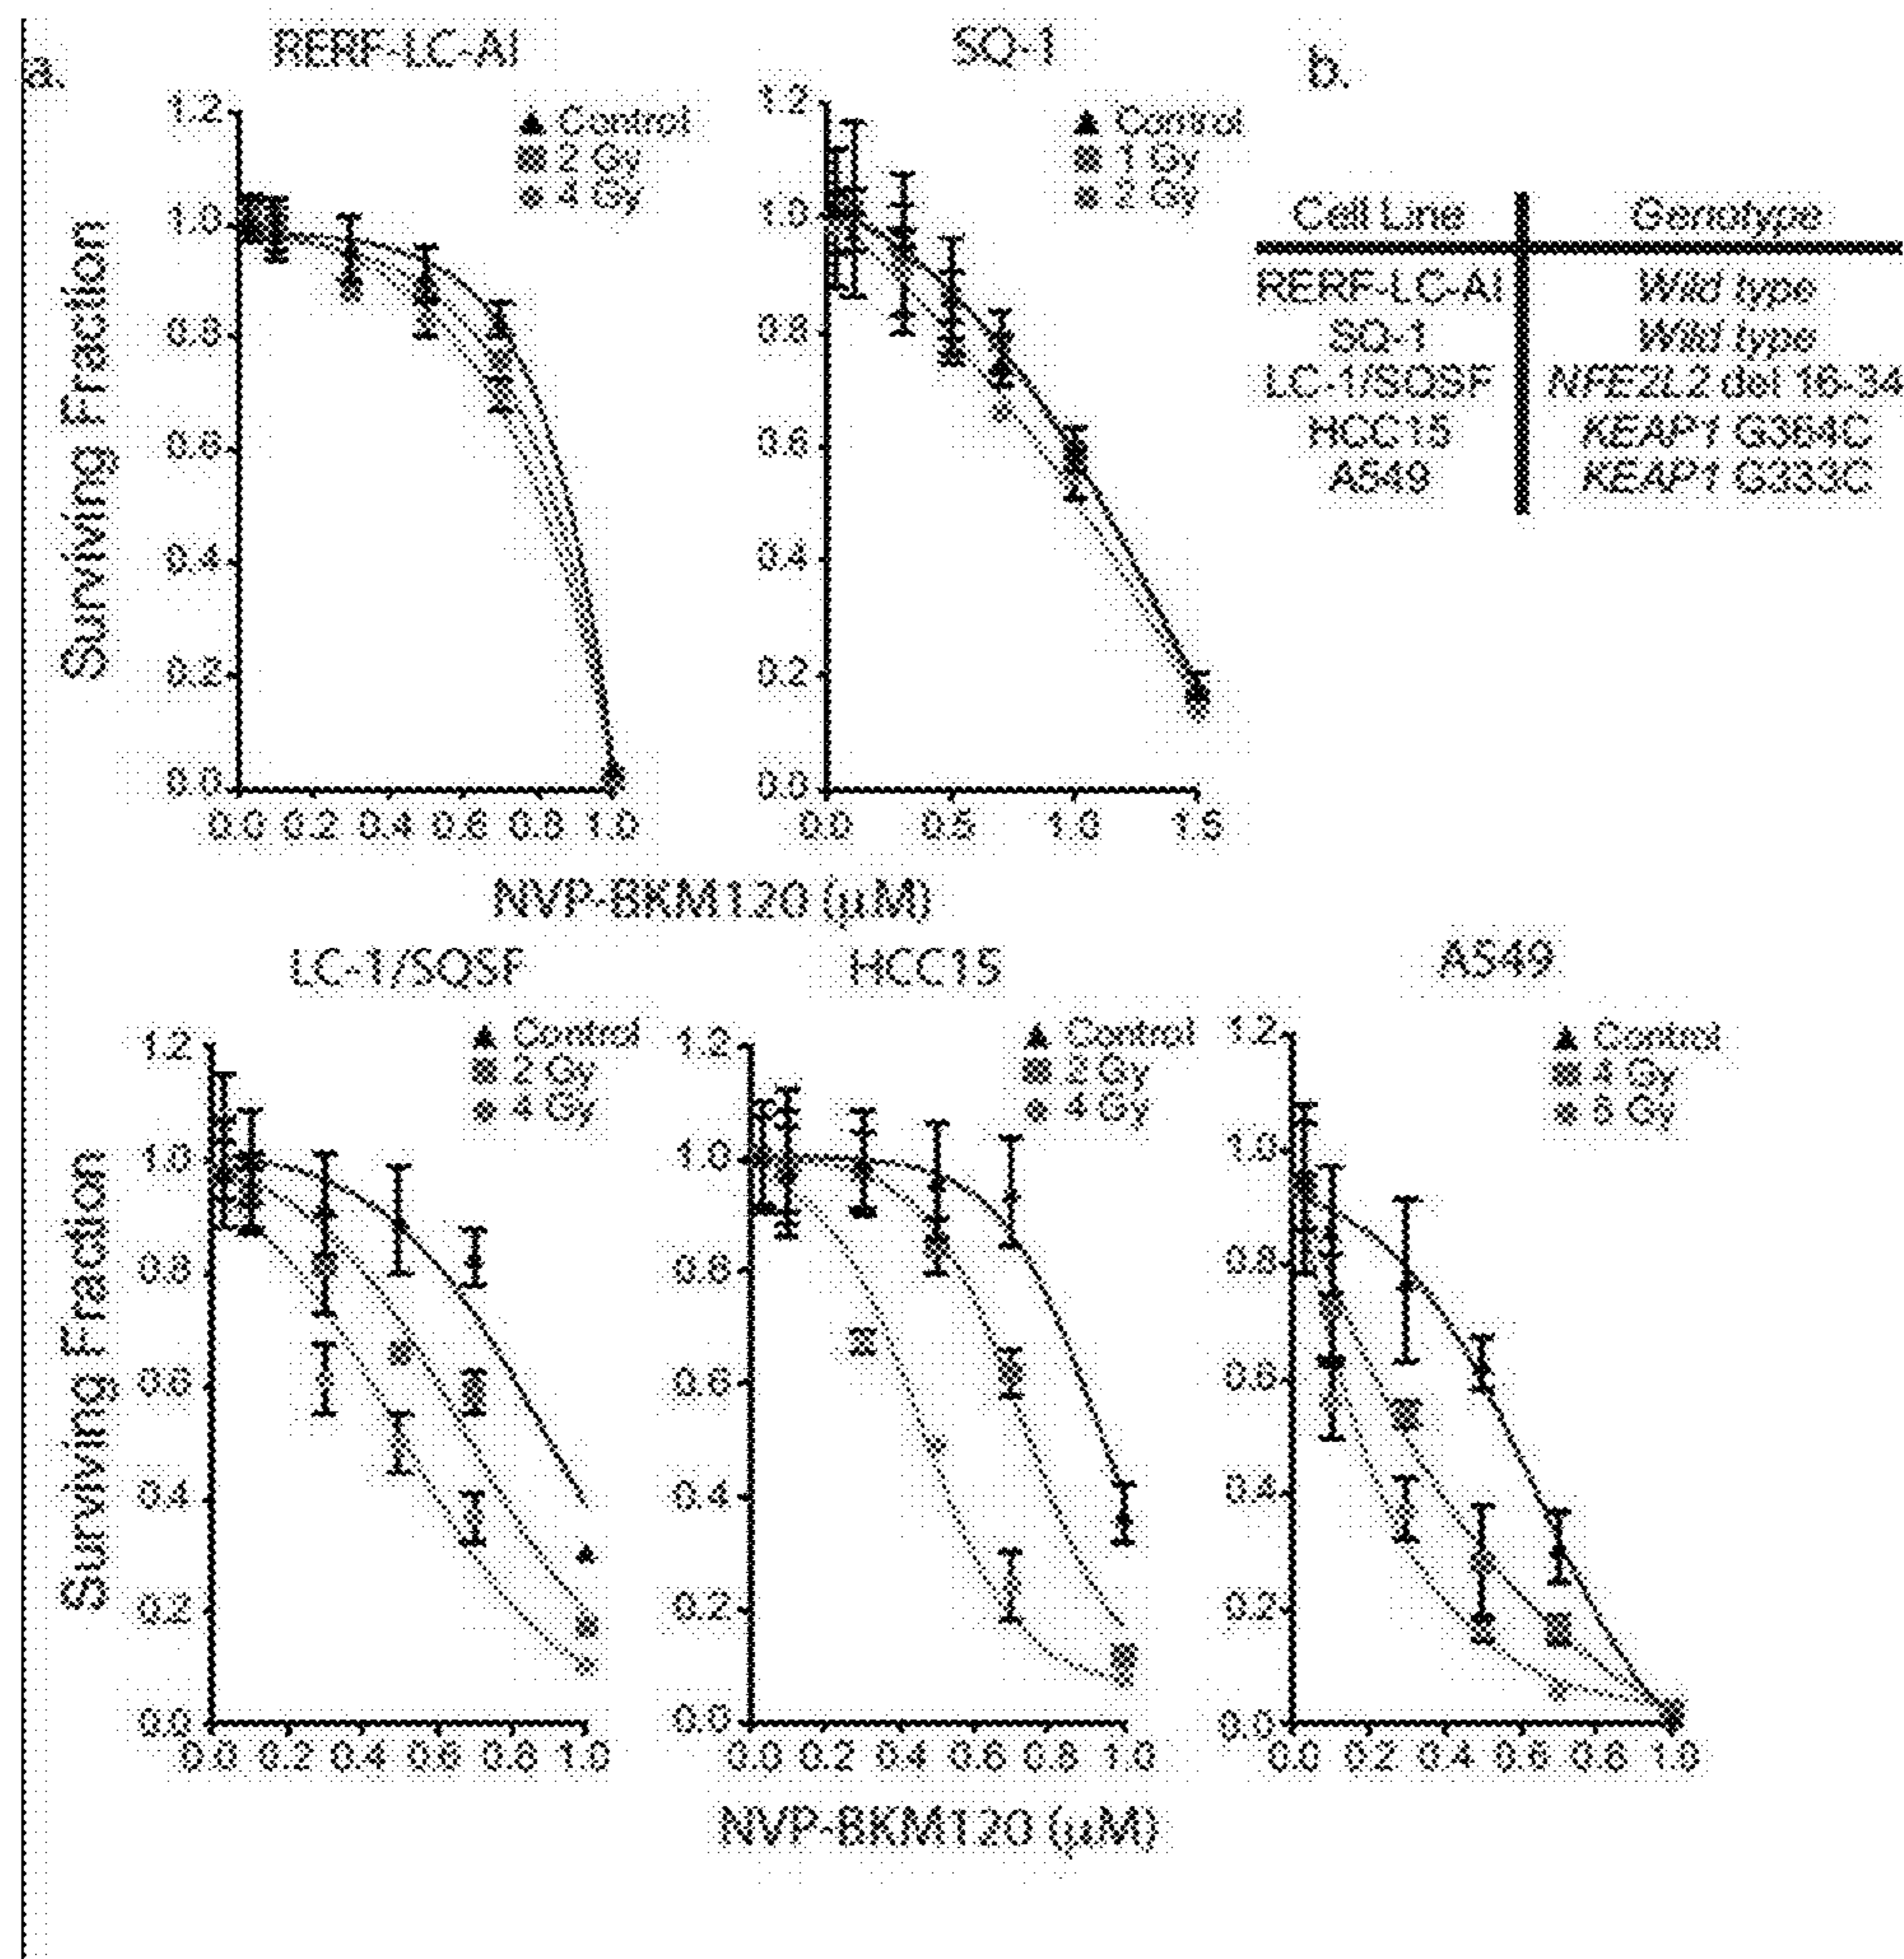 a.
RERF-LC-AI
1.2
1.0
0.8
0.6
0.4
0.2
0.0
Surviving Fraction
▲ Control
2 Gy
4 Gy
0.0 0.2 0.4 0.6 0.8 1.0
SQ-1
1.2
1.0
0.8
0.6
0.4
0.2
0.0
▲ Control
1 Gy
2 Gy
0.0 0.5 1.0 1.5
NVP-BKM120 (µM)
b.
Cell Line Genotype
RERF-LC-AI Wild type
SQ-1 Wild type
LC-1/SQSF NFE2L2 del 16-34
HCC15 KEAP1 G364C
A549 KEAP1 G333C
LC-1/SQSF
1.2
1.0
0.8
0.6
0.4
0.2
0.0
Surviving Fraction
▲ Control
2 Gy
4 Gy
0.0 0.2 0.4 0.6 0.8 1.0
HCC15
1.2
1.0
0.8
0.6
0.4
0.2
0.0
▲ Control
2 Gy
4 Gy
0.0 0.2 0.4 0.6 0.8 1.0
A549
1.2
1.0
0.8
0.6
0.4
0.2
0.0
▲ Control
4 Gy
Gy
0.0 0.2 0.4 0.6 0.8 1.0
NVP-BKM120 (µM)